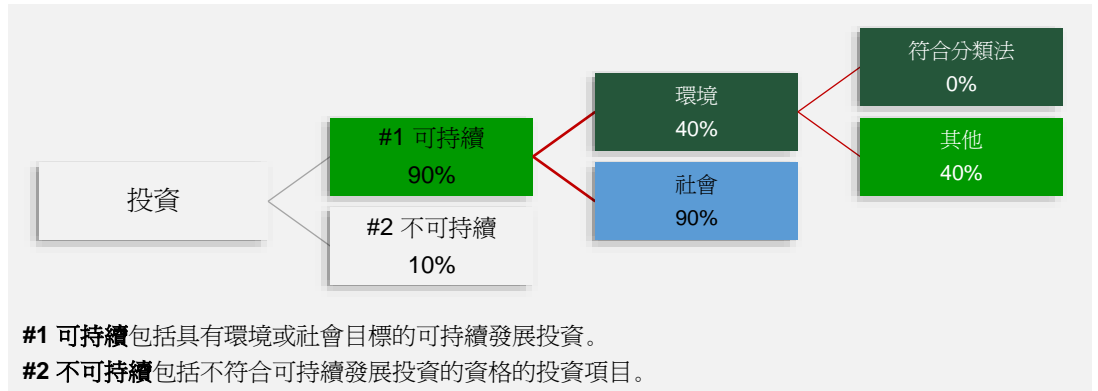 投資
#1 可持續
90%
#2 不可持續
10%
環境
40%
社會
90%
符合分類法
0%
其他
40%
#1 可持續包括具有環境或社會目標的可持續發展投資。
#2 不可持續包括不符合可持續發展投資的資格的投資項目。